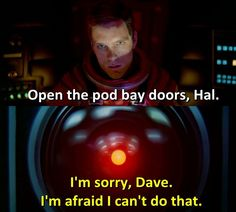 Open the pod bay doors, Hal.
I'm sorry, Dave.
I'm afraid I can't do that.